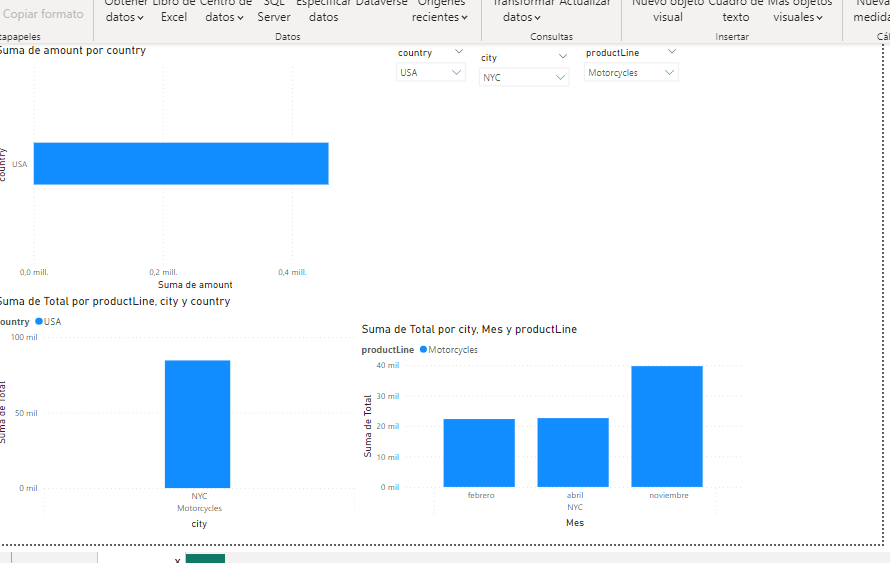 Copiar formato
Obtener datos
Libro de Excel
Centro de datos
SQL Server
Especificar datos
Dataverse
Orígenes recientes
Transformar datos
Actualizar
Nuevo objeto visual
Cuadro de texto
Más objetos visuales
Nueva medida
tapapeles
Datos
Consultas
Insertar
Cál
Suma de amount por country
country
USA
city
NYC
productLine
Motorcycles
country
USA
0,0 mill.
0,2 mill.
0,4 mill.
Suma de amount
Suma de Total por productLine, city y country
ountry
USA
100 mil
50 mil
0 mil
Suma de Total
NYC
Motorcycles
city
Suma de Total por city, Mes y productLine
productLine
Motorcycles
40 mil
30 mil
20 mil
10 mil
0 mil
Suma de Total
febrero
abril
noviembre
NYC
Mes
x